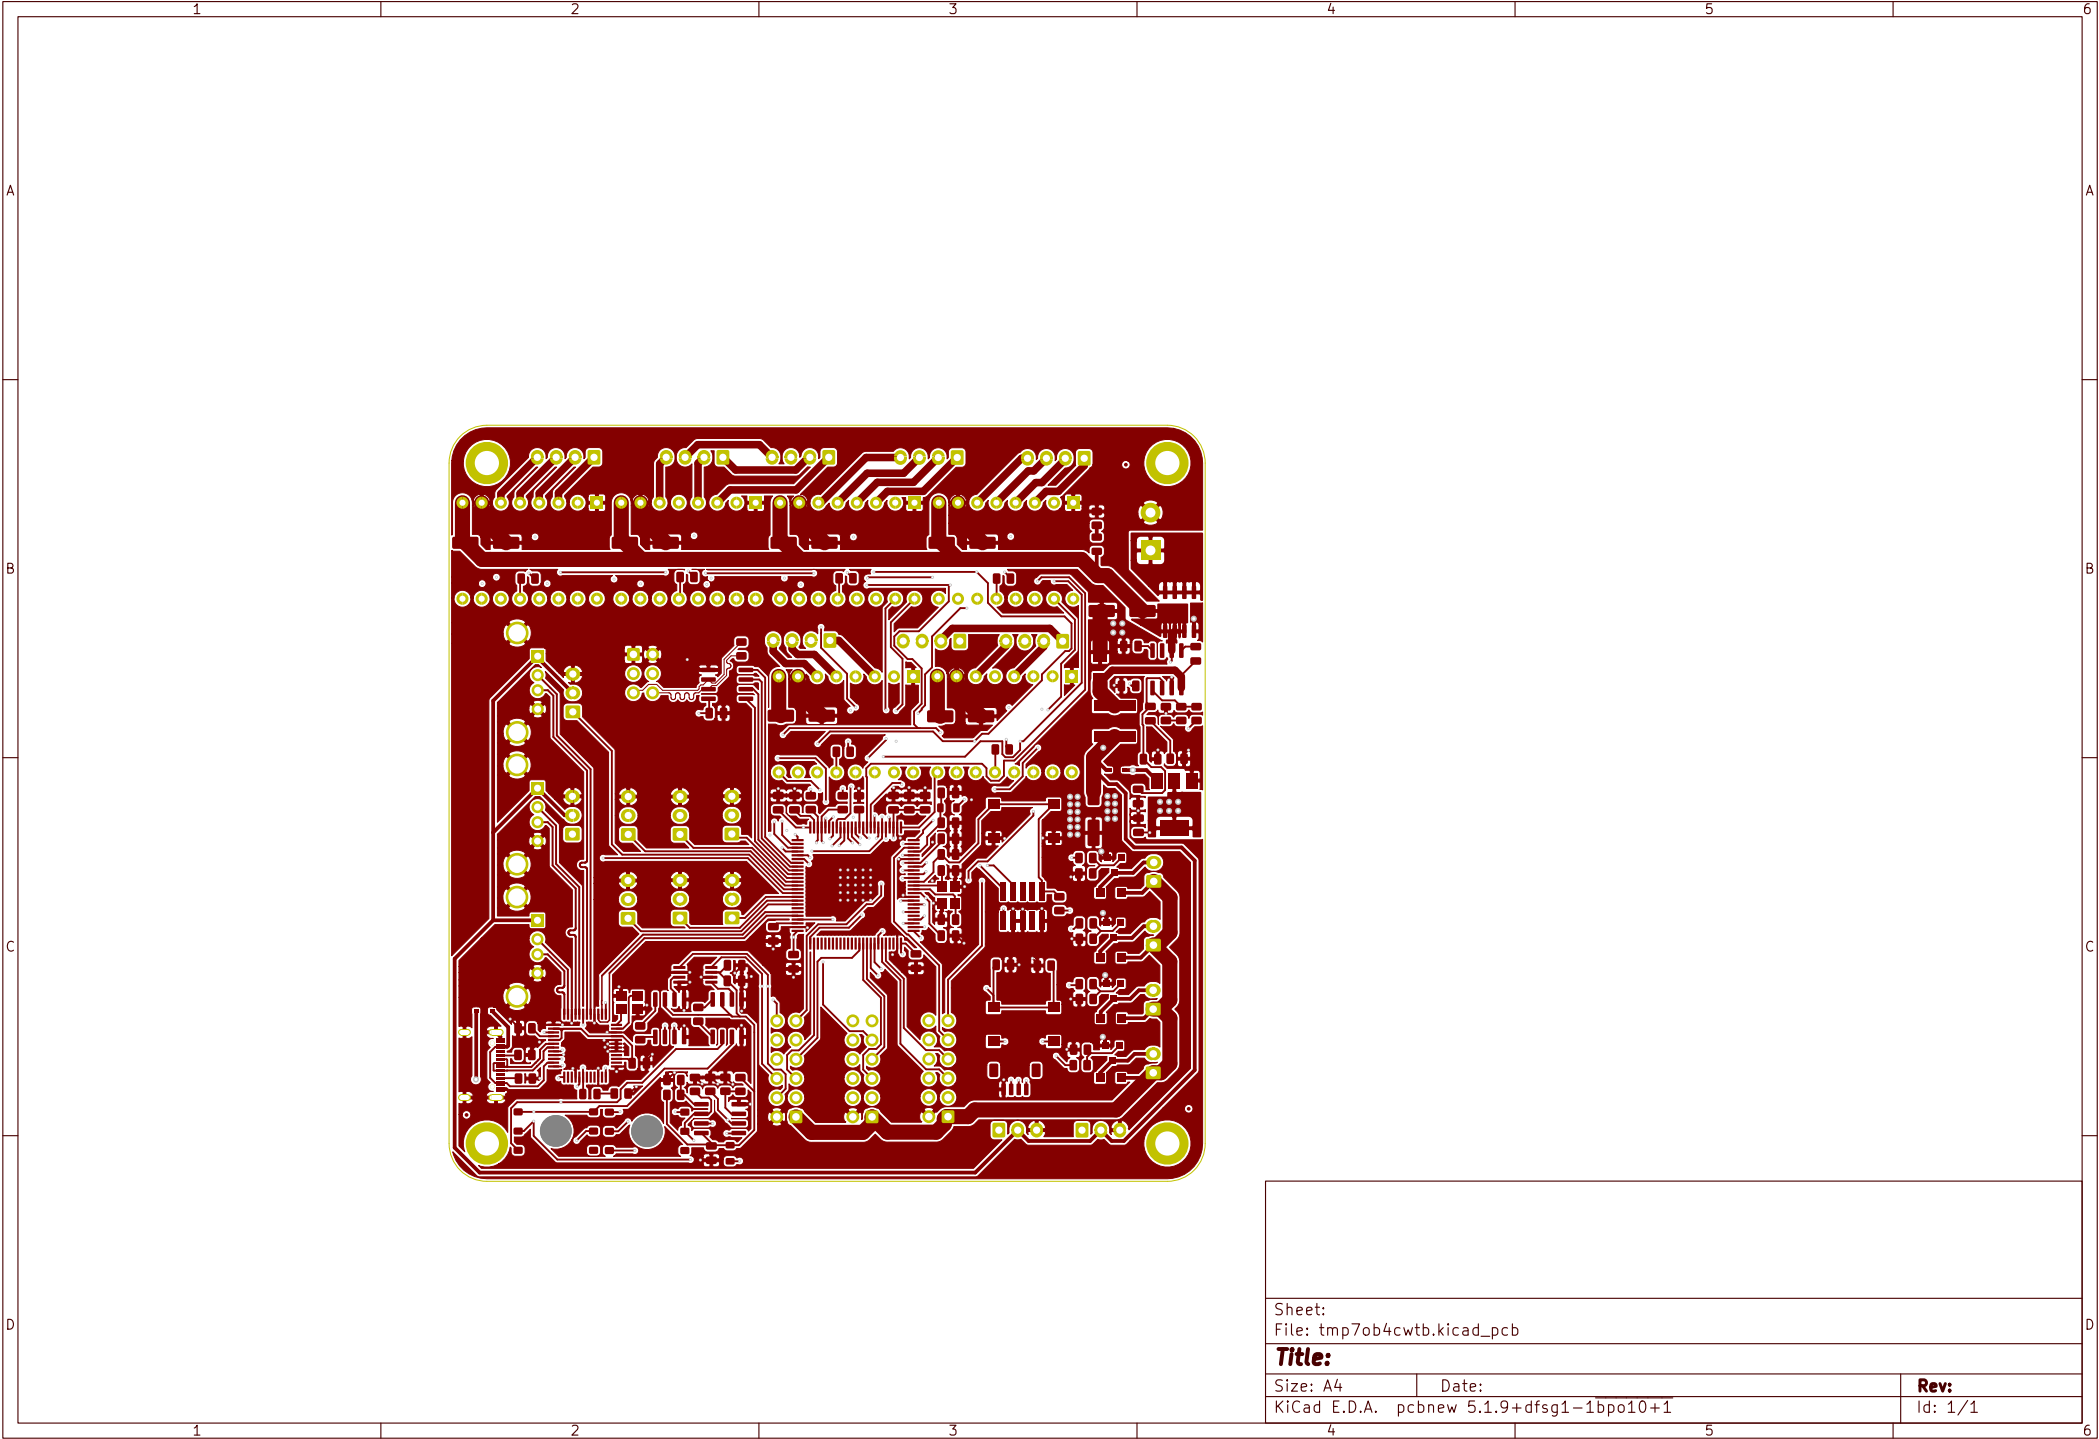 1 2 3 4 5 6
A A
B B
C C
D D
Sheet:
File: tmp7ob4cwtb.kicad_pcb
Title:
Size: A4 Date: Rev:
KiCad E.D.A. pcbnew 5.1.9+dfsg1-1bpo10+1 Id: 1/1
1 2 3 4 5 6